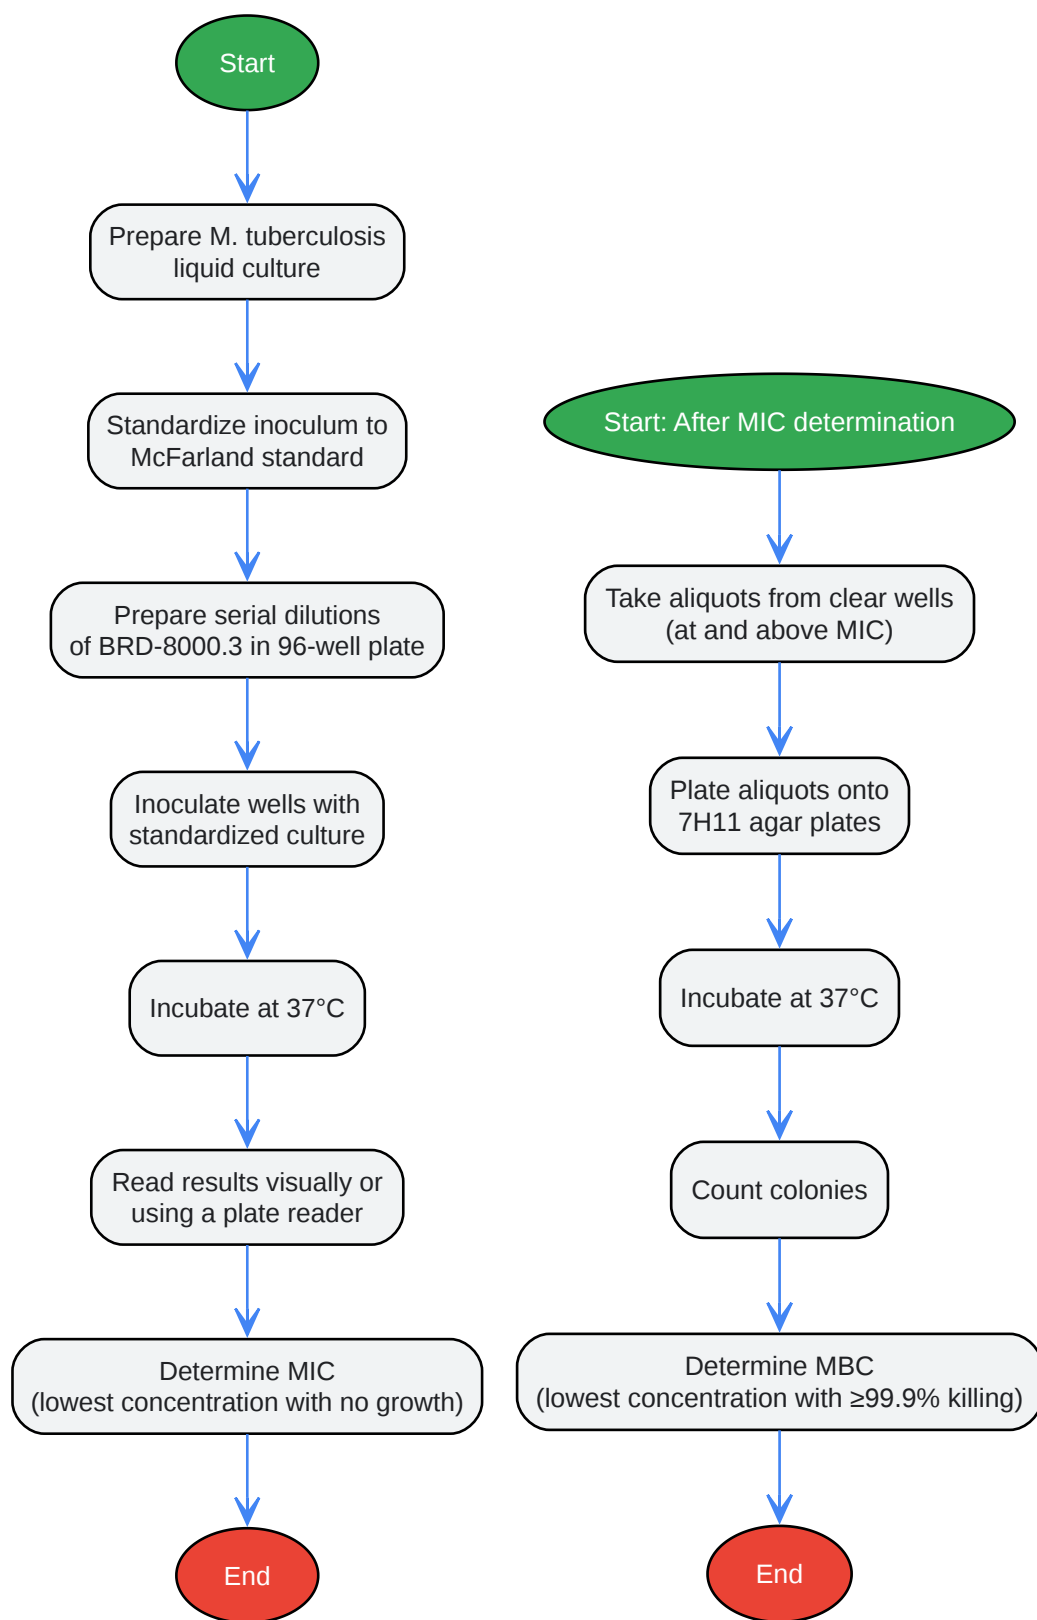 Start
Prepare M. tuberculosis
liquid culture
Standardize inoculum to
McFarland standard
Prepare serial dilutions
of BRD-8000.3 in 96-well plate
Inoculate wells with
standardized culture
Incubate at 37°C
Read results visually or
using a plate reader
Determine MIC
(lowest concentration with no growth)
End
Start: After MIC determination
Take aliquots from clear wells
(at and above MIC)
Plate aliquots onto
7H11 agar plates
Incubate at 37°C
Count colonies
Determine MBC
(lowest concentration with ≥99.9% killing)
End